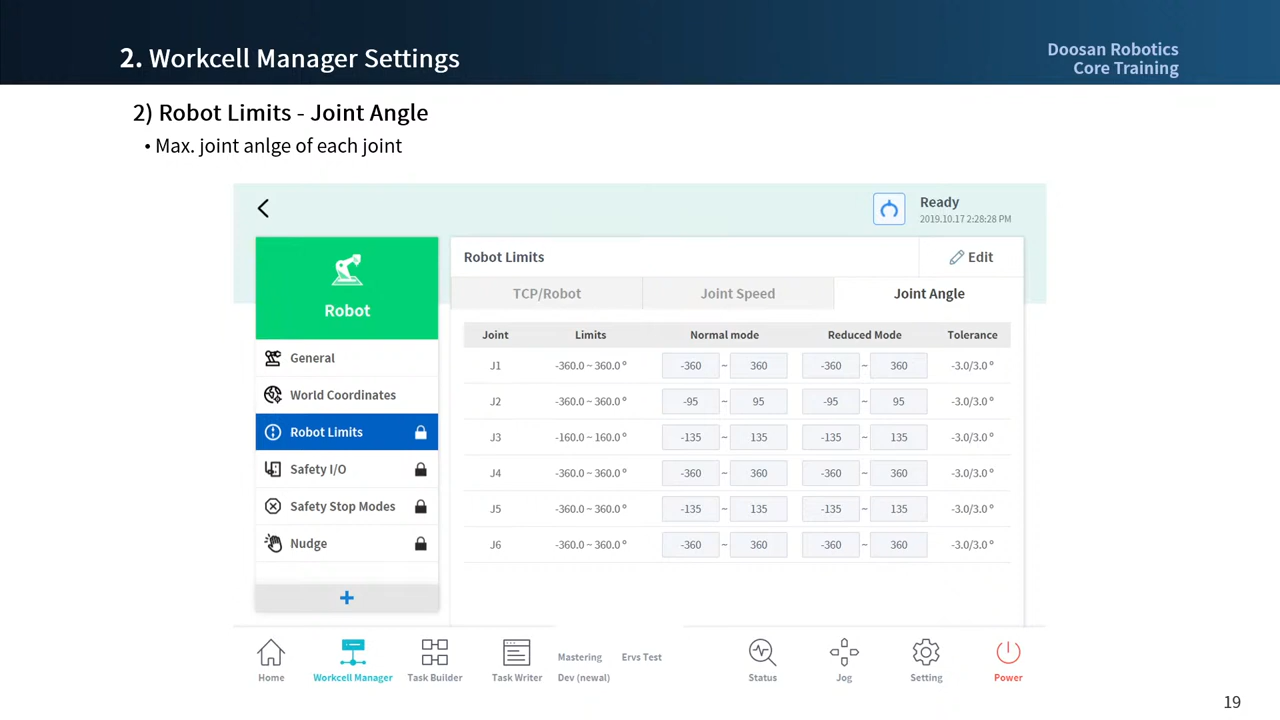 2. Workcell Manager Settings
Doosan Robotics
Core Training
2) Robot Limits - Joint Angle
• Max. joint anlge of each joint
Ready
2019.10.17 2:28:28 PM
Robot
General
World Coordinates
Robot Limits
Safety I/O
Safety Stop Modes
Nudge
+
Robot Limits
Edit
TCP/Robot Joint Speed Joint Angle
Joint Limits Normal mode Reduced Mode Tolerance
J1 -360.0 ~ 360.0 º -360 ~ 360 -360 ~ 360 -3.0/3.0 º
J2 -360.0 ~ 360.0 º -95 ~ 95 -95 ~ 95 -3.0/3.0 º
J3 -160.0 ~ 160.0 º -135 ~ 135 -135 ~ 135 -3.0/3.0 º
J4 -360.0 ~ 360.0 º -360 ~ 360 -360 ~ 360 -3.0/3.0 º
J5 -360.0 ~ 360.0 º -135 ~ 135 -135 ~ 135 -3.0/3.0 º
J6 -360.0 ~ 360.0 º -360 ~ 360 -360 ~ 360 -3.0/3.0 º
Home
Workcell Manager
Task Builder
Task Writer
Mastering Ervs Test
Dev (newal)
Status
Jog
Setting
Power
19